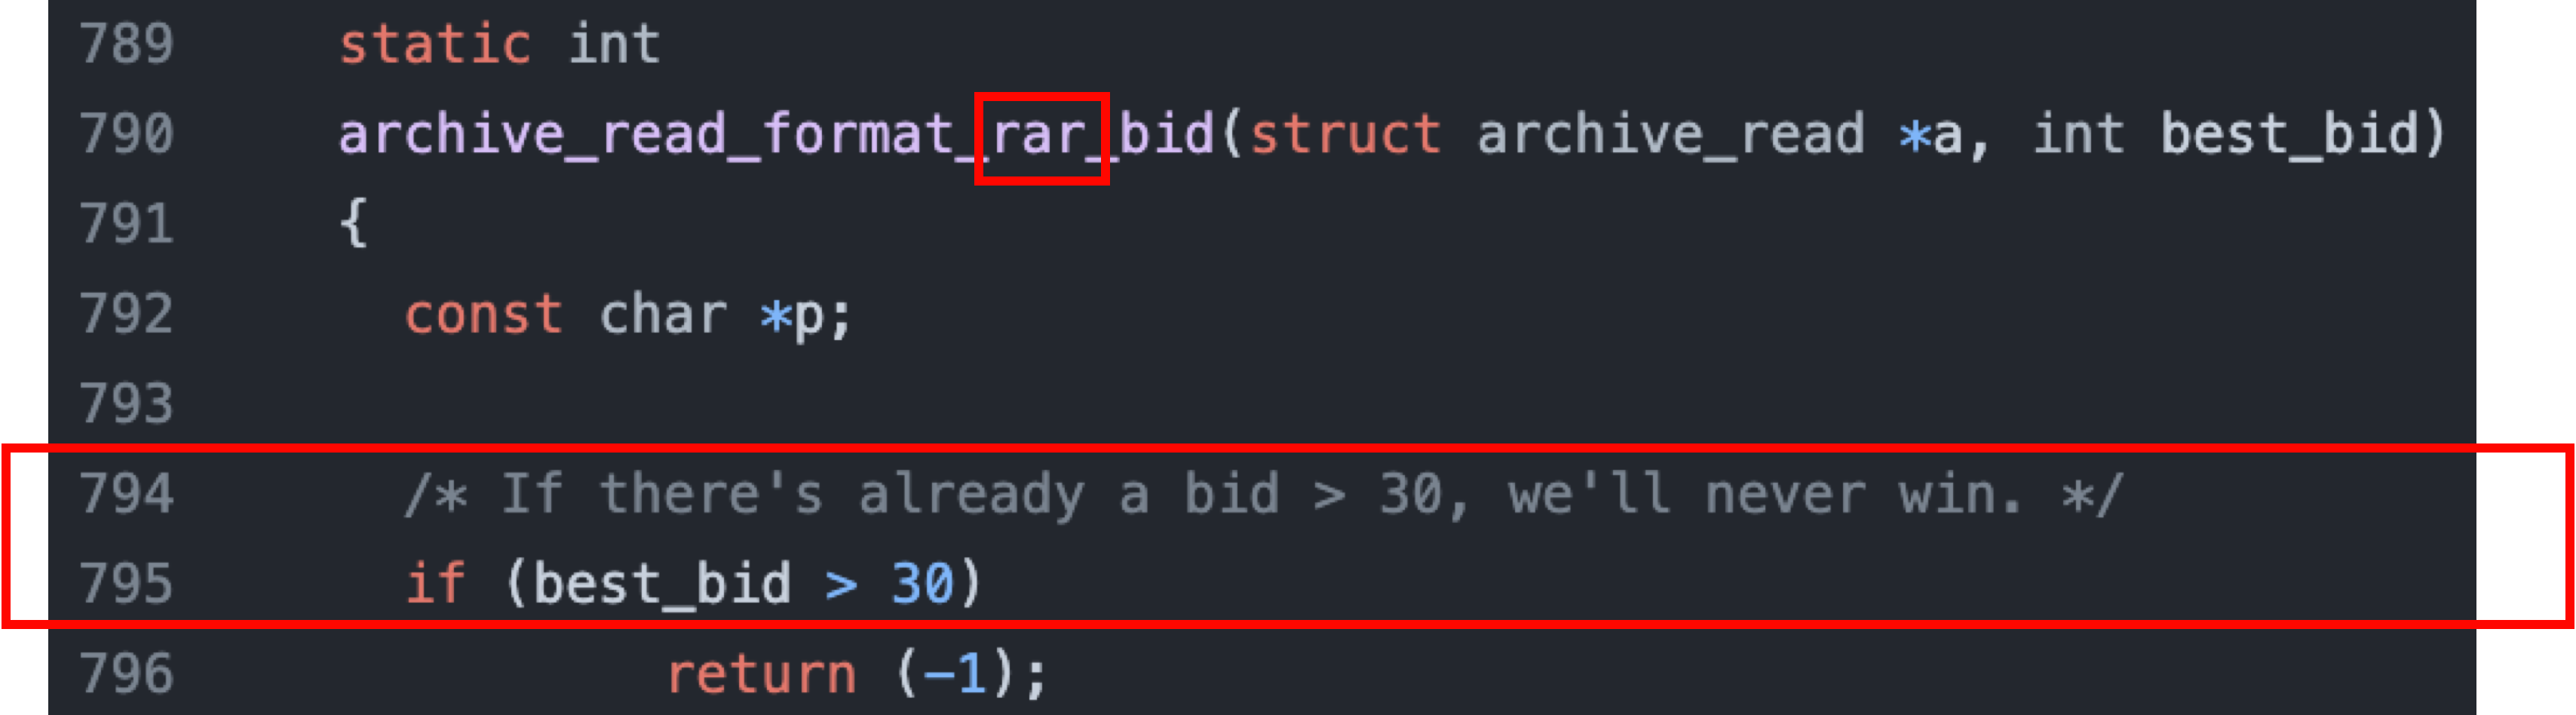 789 static int
790 archive_read_format_rar_bid(struct archive_read *a, int best_bid)
791 {
792 const char *p;
793
794 /* If there's already a bid > 30, we'll never win. */
795 if (best_bid > 30)
796 return (-1);